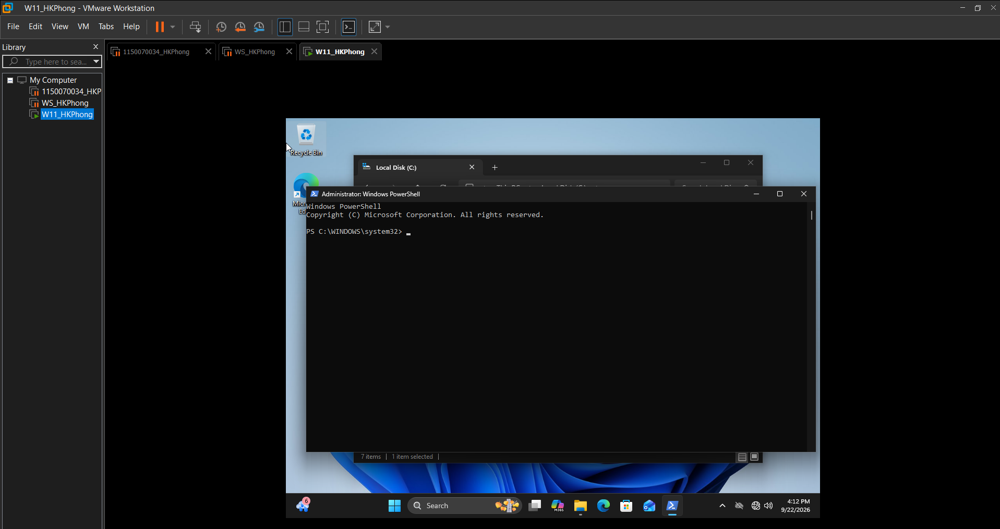 W11_HKPhong - VMware Workstation
File Edit View VM Tabs Help
Library
Type here to sea...
My Computer
1150070034_HKP
WS_HKPhong
W11_HKPhong
1150070034_HKPhong
WS_HKPhong
W11_HKPhong
Recycle Bin
Local Disk (C:)
Administrator: Windows PowerShell
Windows PowerShell
Copyright (C) Microsoft Corporation. All rights reserved.
PS C:\WINDOWS\system32>
7 items
1 item selected
6
Search
M365
4:12 PM
9/22/2026